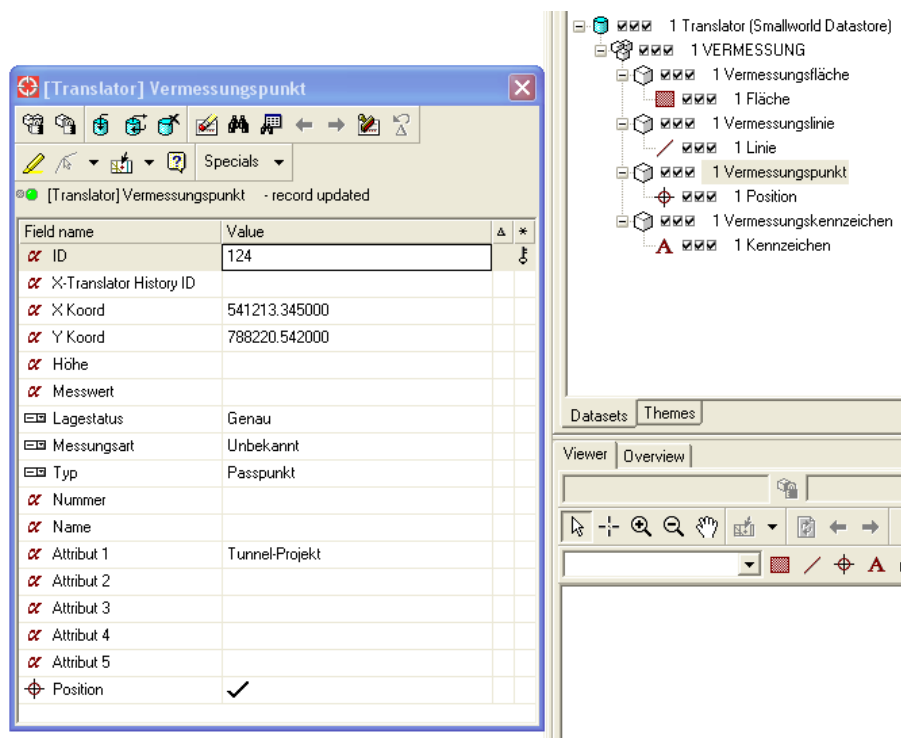 [Translator] Vermessungspunkt
Specials
[Translator] Vermessungspunkt - record updated
Field name Value
ID 124
X-Translator History ID
X Koord 541213.345000
Y Koord 788220.542000
Höhe
Messwert
Lagestatus Genau
Messungsart Unbekannt
Typ Passpunkt
Nummer
Name
Attribut 1 Tunnel-Projekt
Attribut 2
Attribut 3
Attribut 4
Attribut 5
Position
1 Translator (Smallworld Datastore)
1 VERMESSUNG
1 Vermessungsfläche
1 Fläche
1 Vermessungslinie
1 Linie
1 Vermessungspunkt
1 Position
1 Vermessungskennzeichen
A 1 Kennzeichen
Datasets Themes
Viewer Overview
A